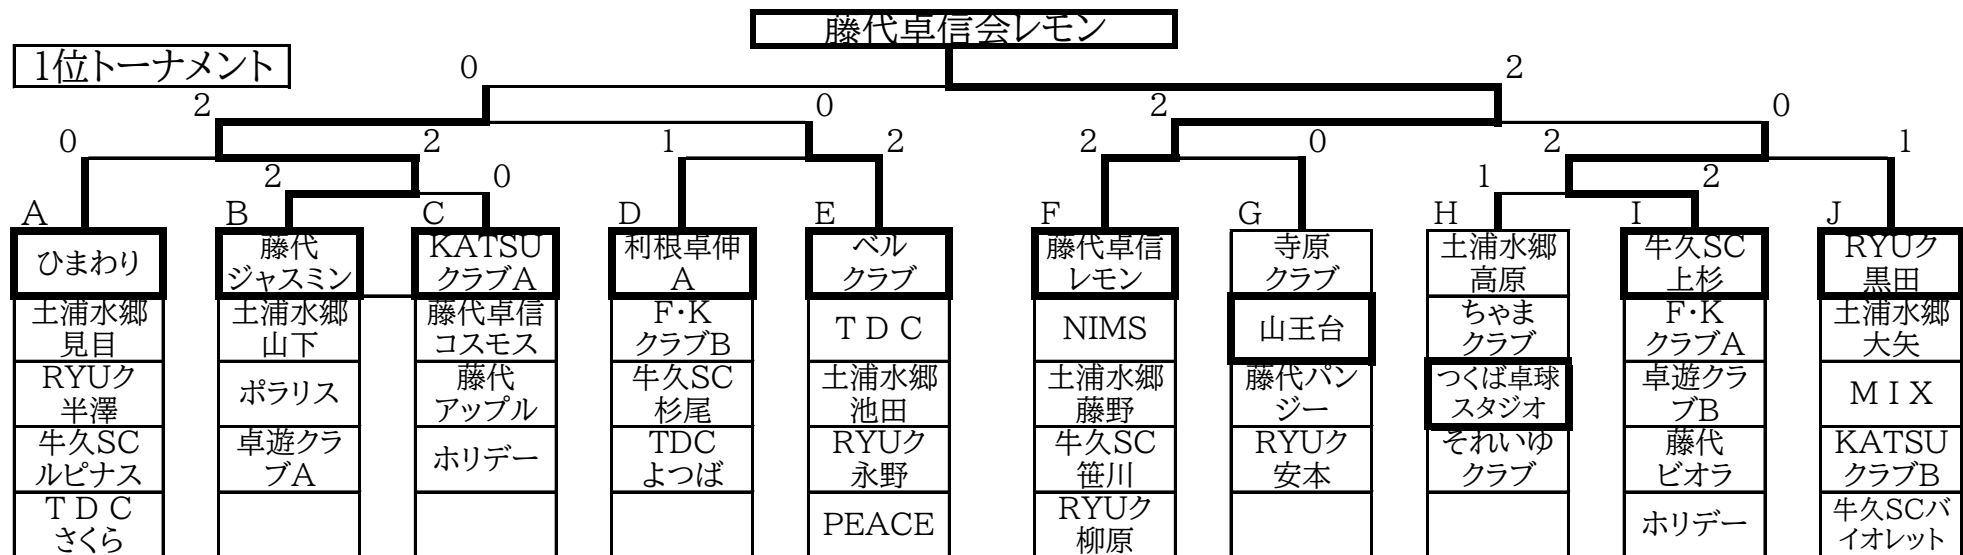 藤代卓信会レモン
1位トーナメント
0 2
2 0 2 0
0 2 1 2 2 0 2 1
2 0 1 2
A B C D E F G H I J
ひまわり
土浦水郷
見目
RYUク
半澤
牛久SC
ルピナス
T D C
さくら
藤代
ジャスミン
土浦水郷
山下
ポラリス
卓遊クラ
ブA
KATSU
クラブA
藤代卓信
コスモス
藤代
アップル
ホリデー
利根卓伸
A
F・K
クラブB
牛久SC
杉尾
TDC
よつば
ベル
クラブ
T D C
土浦水郷
池田
RYUク
永野
PEACE
藤代卓信
レモン
NIMS
土浦水郷
藤野
牛久SC
笹川
RYUク
柳原
寺原
クラブ
山王台
藤代パン
ジー
RYUク
安本
土浦水郷
高原
ちゃま
クラブ
つくば卓球
スタジオ
それいゆ
クラブ
牛久SC
上杉
F・K
クラブA
卓遊クラ
ブB
藤代
ビオラ
ホリデー
RYUク
黒田
土浦水郷
大矢
M I X
KATSU
クラブB
牛久SCバ
イオレット